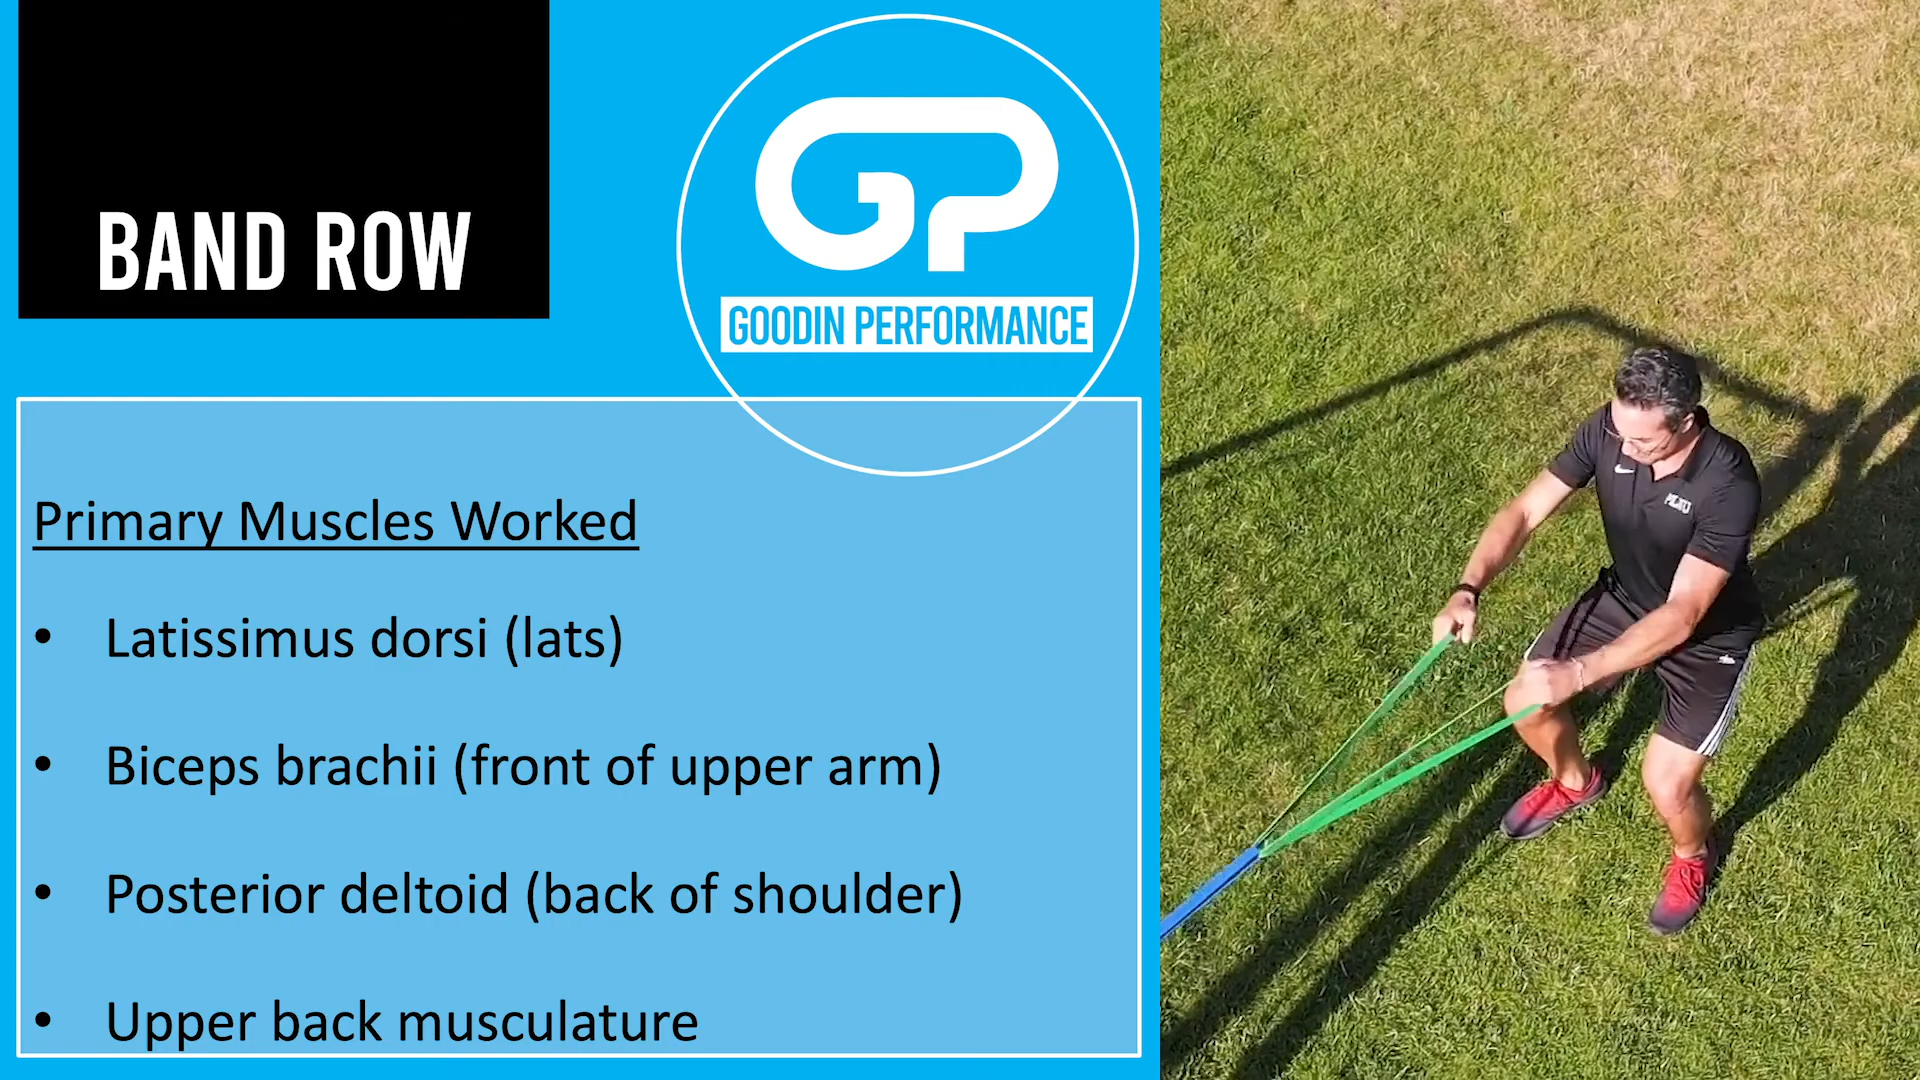 BAND ROW
GP
GOODIN PERFORMANCE
Primary Muscles Worked
• Latissimus dorsi (lats)
• Biceps brachii (front of upper arm)
• Posterior deltoid (back of shoulder)
• Upper back musculature